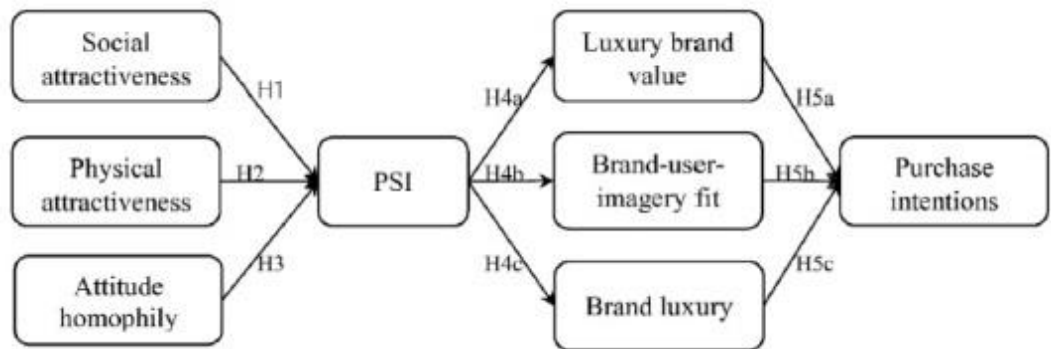 Social
attractiveness
Physical
attractiveness
Attitude
homophily
H1
H2
H3
PSI
H4a
H4b
H4c
Luxury brand
value
Brand-user-
imagery fit
Brand luxury
H5a
H5b
H5c
Purchase
intentions